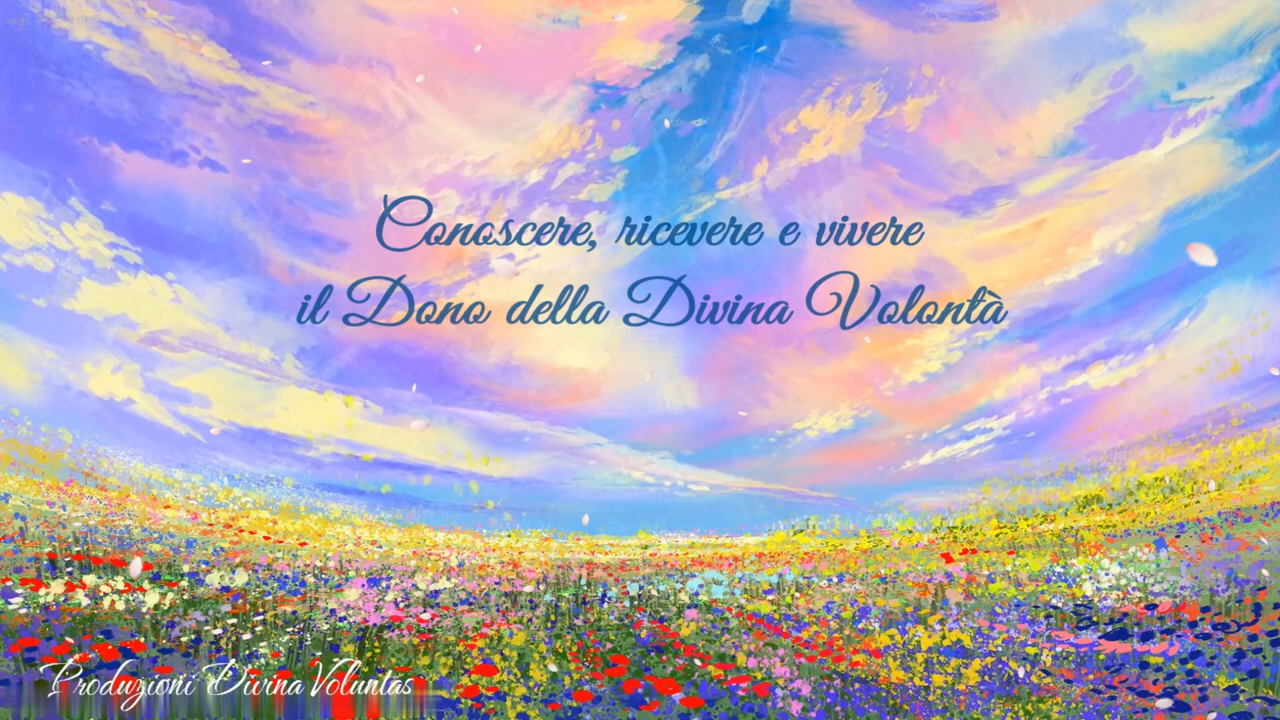 Conoscere, ricevere e vivere
il Dono della Divina Volontà
Produzioni Divina Voluntas